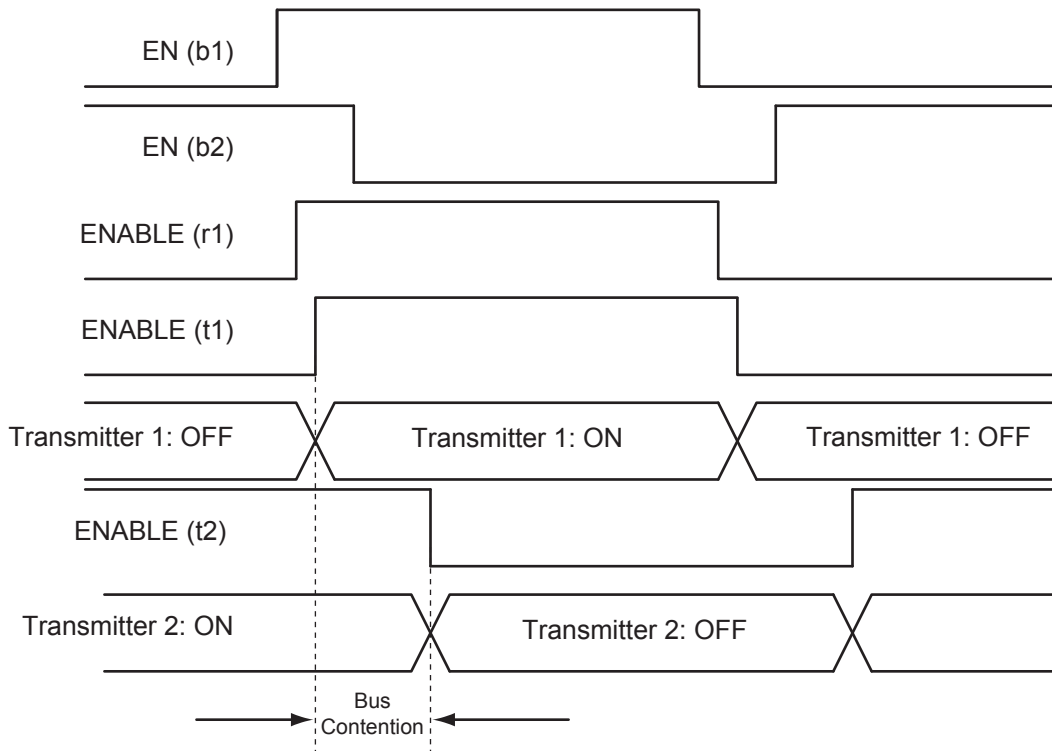 EN (b1)
EN (b2)
ENABLE (r1)
ENABLE (t1)
Transmitter 1: OFF
Transmitter 1: ON
Transmitter 1: OFF
ENABLE (t2)
Transmitter 2: ON
Transmitter 2: OFF
Bus
Contention